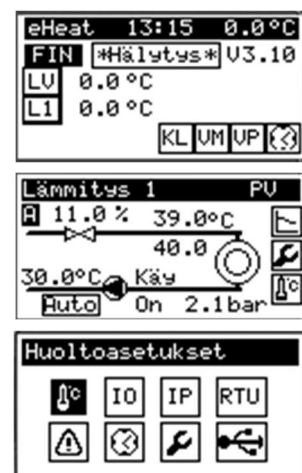 eHeat 13:15 0.0°C
FIN *Hälytys* V3.10
LV 0.0°C
L1 0.0°C
KL VM VP
Lämmitys 1 PV
A 11.0 % 39.0°C
40.0
30.0°C Käy
Auto On 2.1bar
°C
Huoltoasetukset
°C IO IP RTU